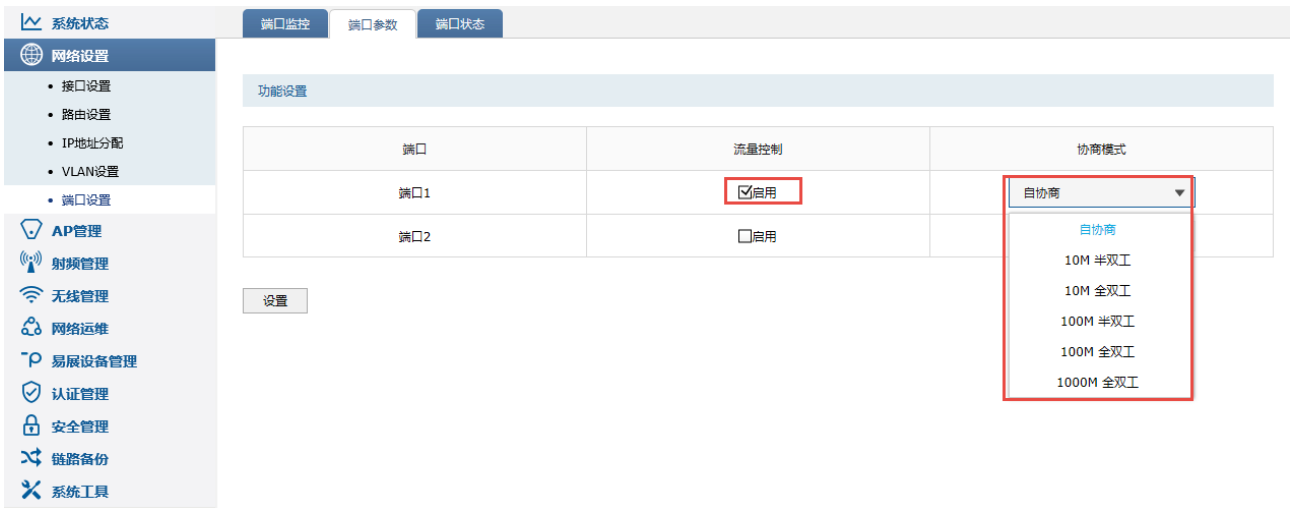 系统状态
网络设置
接口设置
路由设置
IP地址分配
VLAN设置
端口设置
AP管理
射频管理
无线管理
网络运维
易展设备管理
认证管理
安全管理
链路备份
系统工具
端口监控 端口参数 端口状态
功能设置
端口 流量控制 协商模式
端口1 启用 自协商
端口2 启用
自协商
10M 半双工
10M 全双工
100M 半双工
100M 全双工
1000M 全双工
设置